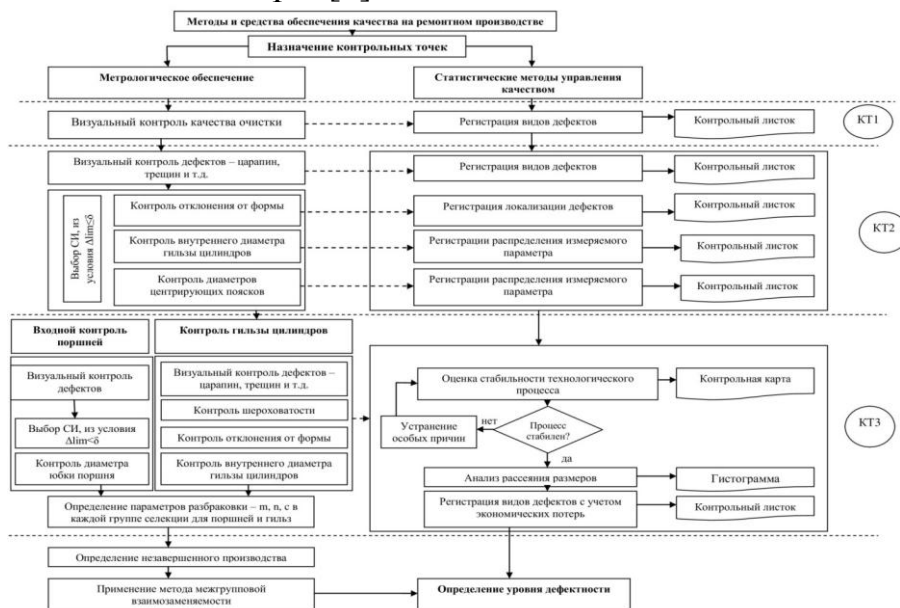 Методы и средства обеспечения качества на ремонтном производстве
Назначение контрольных точек
Метрологическое обеспечение
Статистические методы управления
качеством
Визуальный контроль качества очистки
Регистрация видов дефектов
Контрольный листок
КТ1
Визуальный контроль дефектов – царапин,
трещин и т.д.
Регистрация видов дефектов
Контрольный листок
Выбор СИ, из
условия Δlim≤δ
Контроль отклонения от формы
Регистрация локализации дефектов
Контрольный листок
КТ2
Контроль внутреннего диаметра
гильзы цилиндров
Регистрации распределения измеряемого
параметра
Контрольный листок
Контроль диаметров
центрирующих поясков
Регистрации распределения измеряемого
параметра
Контрольный листок
Входной контроль
поршней
Контроль гильзы цилиндров
Визуальный контроль
дефектов
Выбор СИ, из условия
Δlim<δ
Контроль диаметра
юбки поршня
Визуальный контроль дефектов –
царапин, трещин и т.д.
Контроль шероховатости
Контроль отклонения от формы
Контроль внутреннего диаметра
гильзы цилиндров
Оценка стабильности технологического
процесса
Контрольная карта
Устранение
особых причин
нет
Процесс
стабилен?
да
КТ3
Анализ рассеяния размеров
Гистограмма
Регистрация видов дефектов с учетом
экономических потерь
Контрольный листок
Определение параметров разбраковки – m, n, c в
каждой группе селекции для поршней и гильз
Определение незавершенного производства
Применение метода межгрупповой
взаимозаменяемости
Определение уровня дефектности